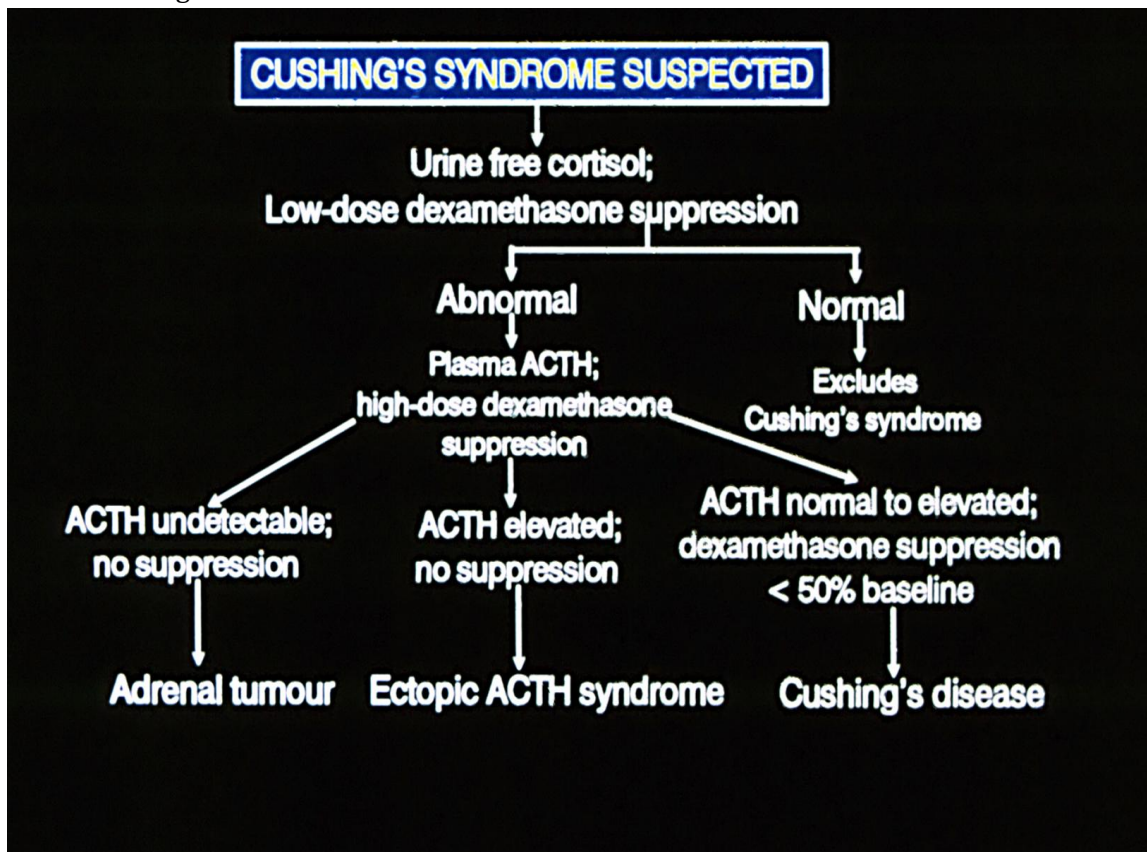 CUSHING'S SYNDROME SUSPECTED
Urine free cortisol;
Low-dose dexamethasone suppression
Abnormal
Normal
Plasma ACTH;
high-dose dexamethasone
suppression
Excludes
Cushing's syndrome
ACTH undetectable;
no suppression
ACTH elevated;
no suppression
ACTH normal to elevated;
dexamethasone suppression
< 50% baseline
Adrenal tumour
Ectopic ACTH syndrome
Cushing's disease